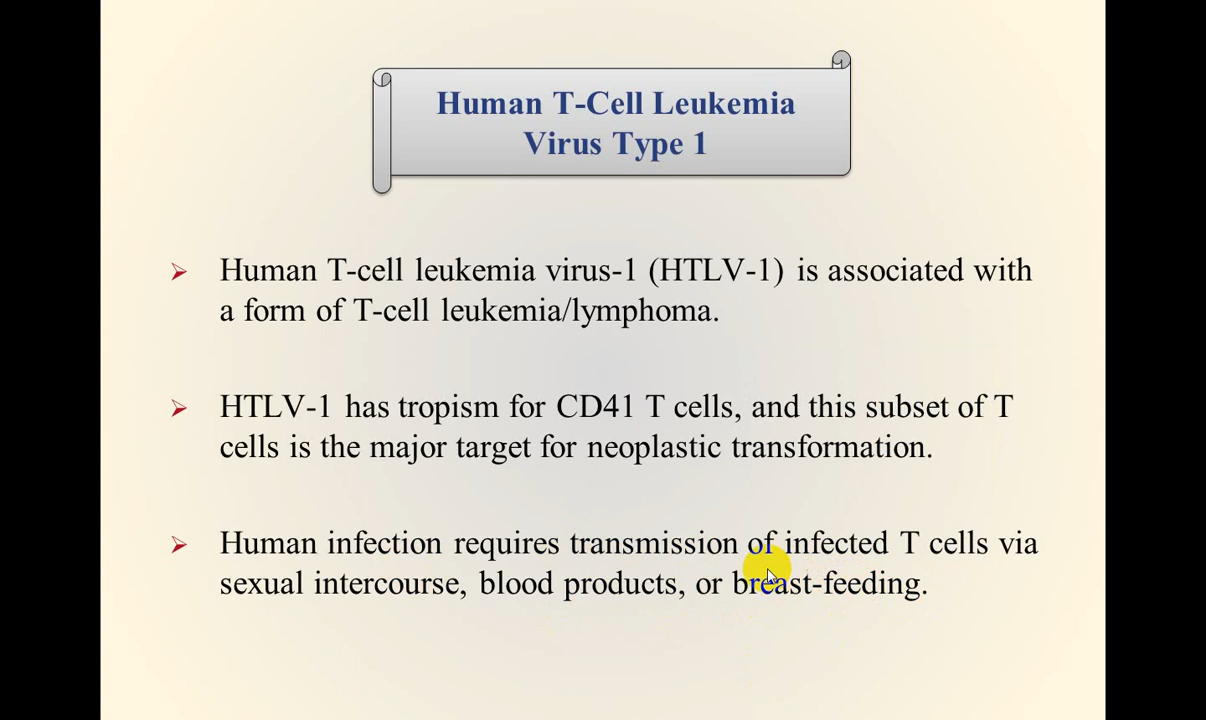 Human T-Cell Leukemia
Virus Type 1
Human T-cell leukemia virus-1 (HTLV-1) is associated with
a form of T-cell leukemia/lymphoma.
HTLV-1 has tropism for CD41 T cells, and this subset of T
cells is the major target for neoplastic transformation.
Human infection requires transmission of infected T cells via
sexual intercourse, blood products, or breast-feeding.